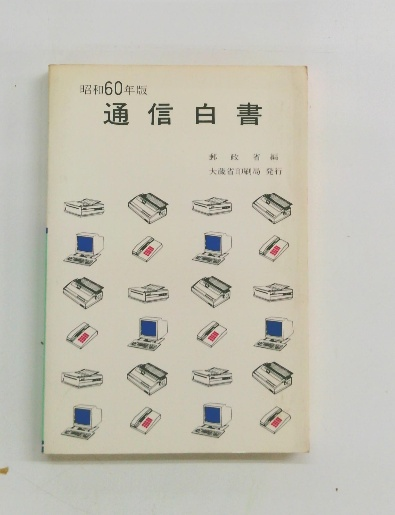 昭和60年版
通信白書
郵政省編
大蔵省印刷局 発行